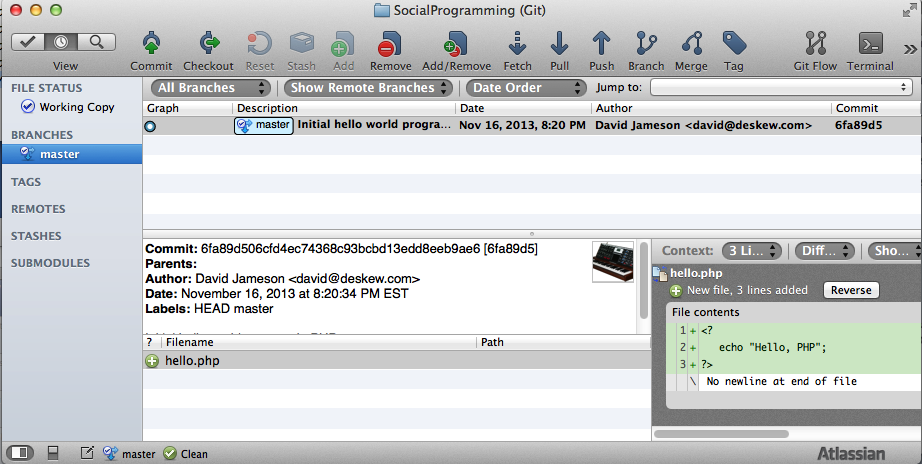 SocialProgramming (Git)
View Commit Checkout Reset Stash Add Remove Add/Remove Fetch Pull Push Branch Merge Tag Git Flow Terminal
FILE STATUS
Working Copy
BRANCHES
master
TAGS
REMOTES
STASHES
SUBMODULES
All Branches Show Remote Branches Date Order Jump to:
Graph Description Date Author Commit
master Initial hello world progra... Nov 16, 2013, 8:20 PM David Jameson <david@deskew.com> 6fa89d5
Commit: 6fa89d506cfd4ec74368c93bcbd13edd8eeb9ae6 [6fa89d5]
Parents:
Author: David Jameson <david@deskew.com>
Date: November 16, 2013 at 8:20:34 PM EST
Labels: HEAD master
? Filename Path
hello.php
Context: 3 Li... Diff... Sho...
hello.php
New file, 3 lines added Reverse
File contents
1 + <?
2 + echo "Hello, PHP";
3 + ?>
\ No newline at end of file
master Clean
Atlassian